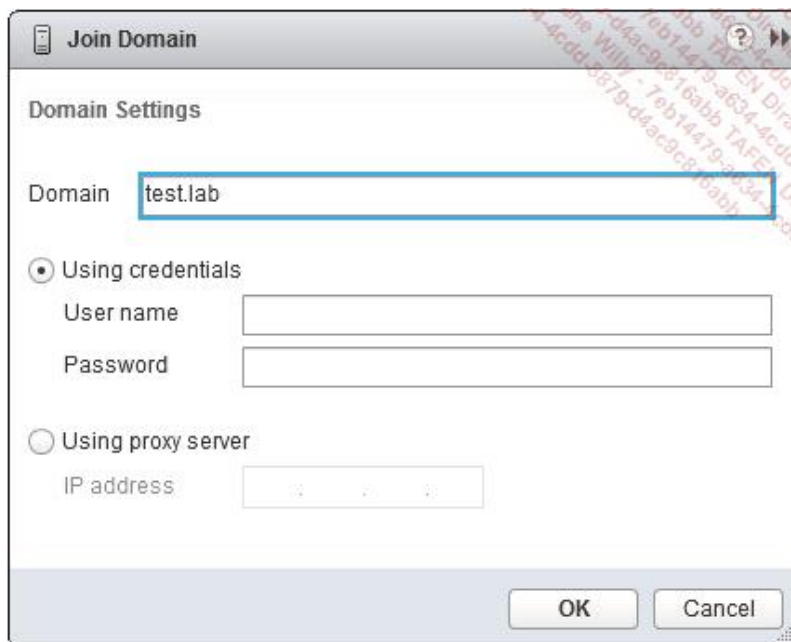 Join Domain
?
Domain Settings
Domain test.lab
Using credentials
User name
Password
Using proxy server
IP address . . .
OK Cancel